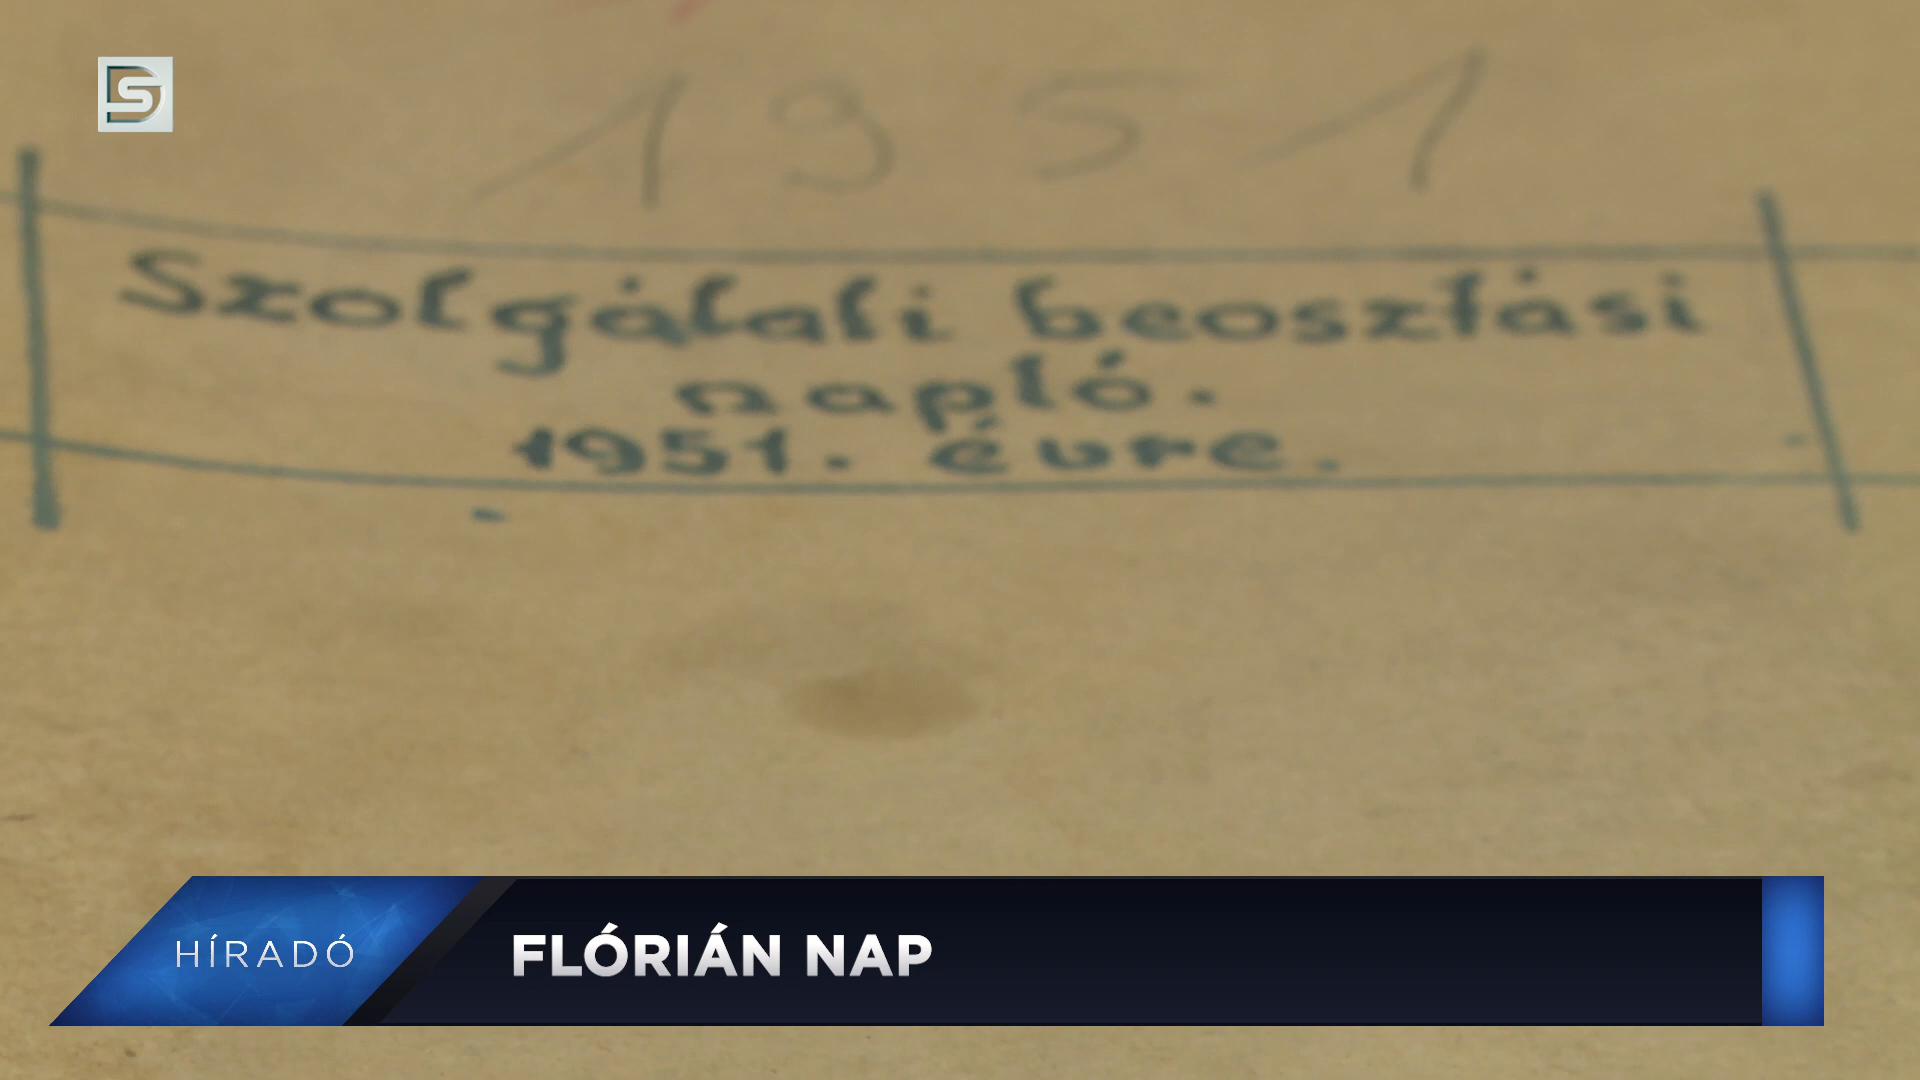 1951
Szolgálati beosztási
napló.
1951. évre.
HÍRADÓ
FLÓRIÁN NAP